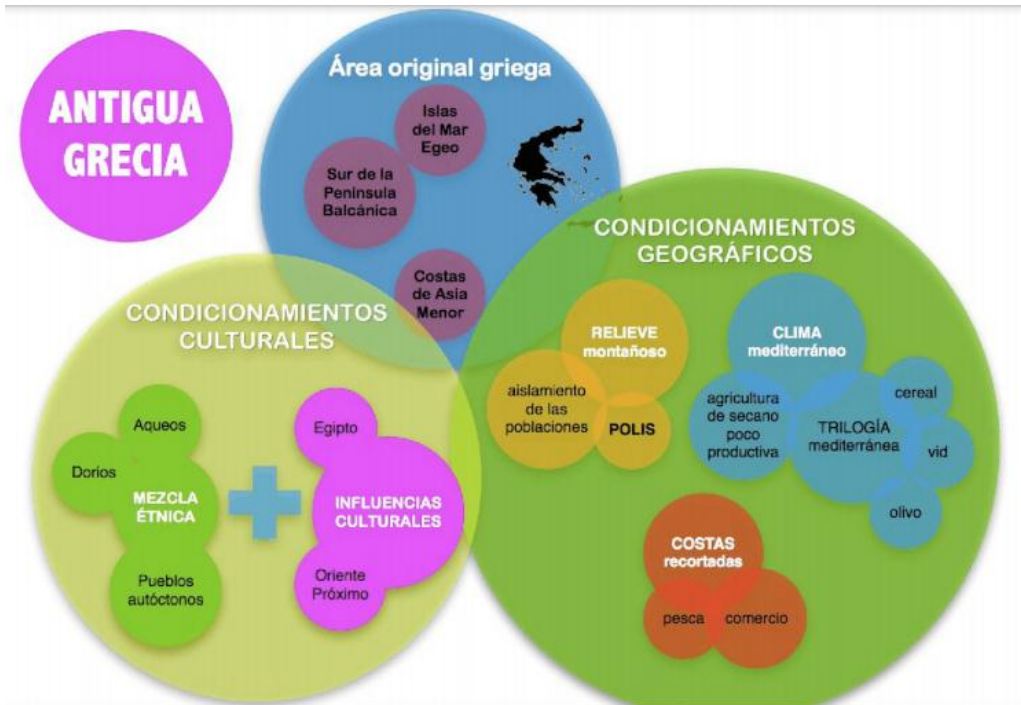 ANTIGUA
GRECIA
Área original griega
Islas
del Mar
Egeo
Sur de la
Península
Balcánica
Costas
de Asia
Menor
CONDICIONAMIENTOS
CULTURALES
Aqueos
Dorios
MEZCLA
ÉTNICA
Pueblos
autóctonos
Egipto
INFLUENCIAS
CULTURALES
Oriente
Próximo
CONDICIONAMIENTOS
GEOGRÁFICOS
RELIEVE
montañoso
aislamiento
de las
poblaciones
POLIS
CLIMA
mediterráneo
agricultura
de secano
poco
productiva
TRILOGÍA
mediterránea
cereal
vid
olivo
COSTAS
recortadas
pesca
comercio